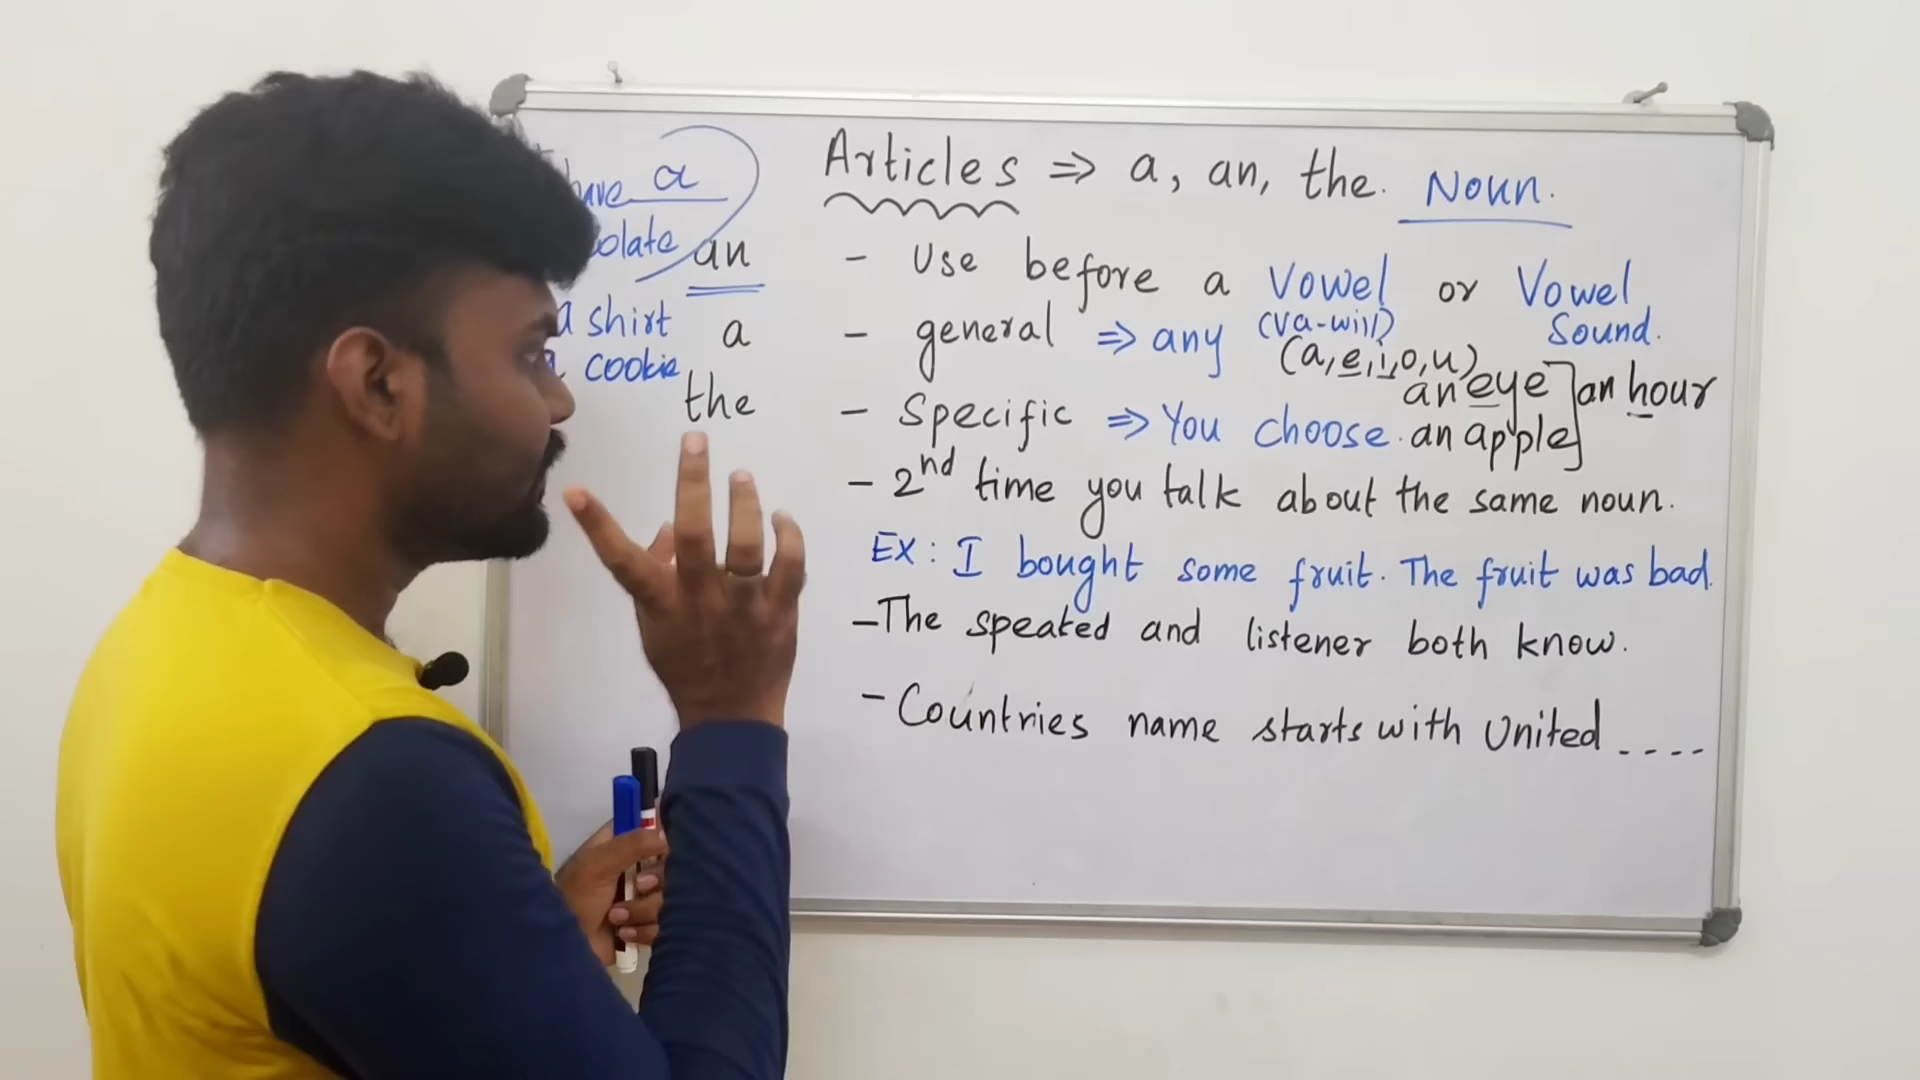 Articles ⇒ a, an, the. Noun.
a
an - Use before a Vowel or Vowel Sound.
(va-will)
a shirt
a - general ⇒ any
(a,e,i,o,u)
cookie
an eye] an hour
the - Specific ⇒ You choose. an apple]
- 2nd time you talk about the same noun.
Ex: I bought some fruit. The fruit was bad.
- The speated and listener both know.
- Countries name starts with United ----